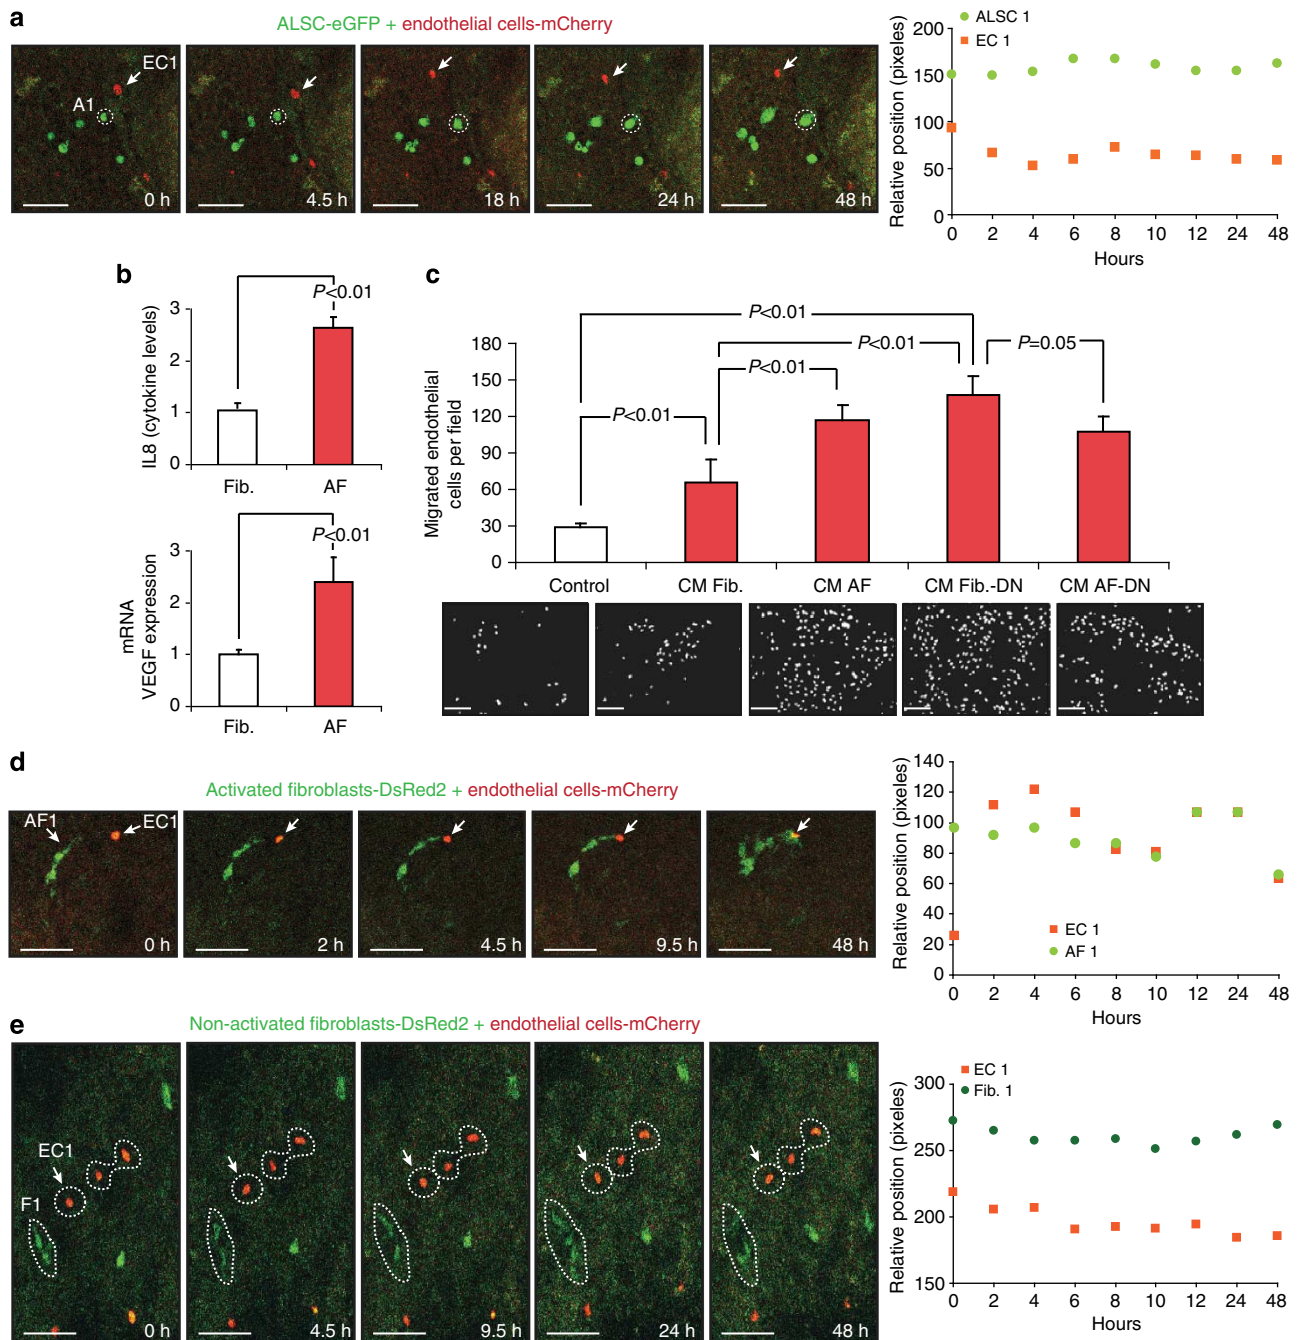 a
ALSC-eGFP + endothelial cells-mCherry
EC1
A1
0 h
4.5 h
18 h
24 h
48 h
ALSC 1
EC 1
Relative position (pixeles)
200
150
100
50
0
0 2 4 6 8 10 12 24 48
Hours
b
P<0.01
IL8 (cytokine levels)
3
2
1
0
Fib. AF
P<0.01
mRNA
VEGF expression
3
2
1
0
Fib. AF
c
P<0.01
P<0.01
P=0.05
P<0.01
P<0.01
Migrated endothelial
cells per field
180
150
120
90
60
30
0
Control CM Fib. CM AF CM Fib.-DN CM AF-DN
d
Activated fibroblasts-DsRed2 + endothelial cells-mCherry
AF1
EC1
0 h
2 h
4.5 h
9.5 h
48 h
Relative position (pixeles)
140
120
100
80
60
40
20
0
EC 1
AF 1
0 2 4 6 8 10 12 24 48
Hours
e
Non-activated fibroblasts-DsRed2 + endothelial cells-mCherry
EC1
F1
0 h
4.5 h
9.5 h
24 h
48 h
EC 1
Fib. 1
Relative position (pixeles)
300
250
200
150
0 2 4 6 8 10 12 24 48
Hours